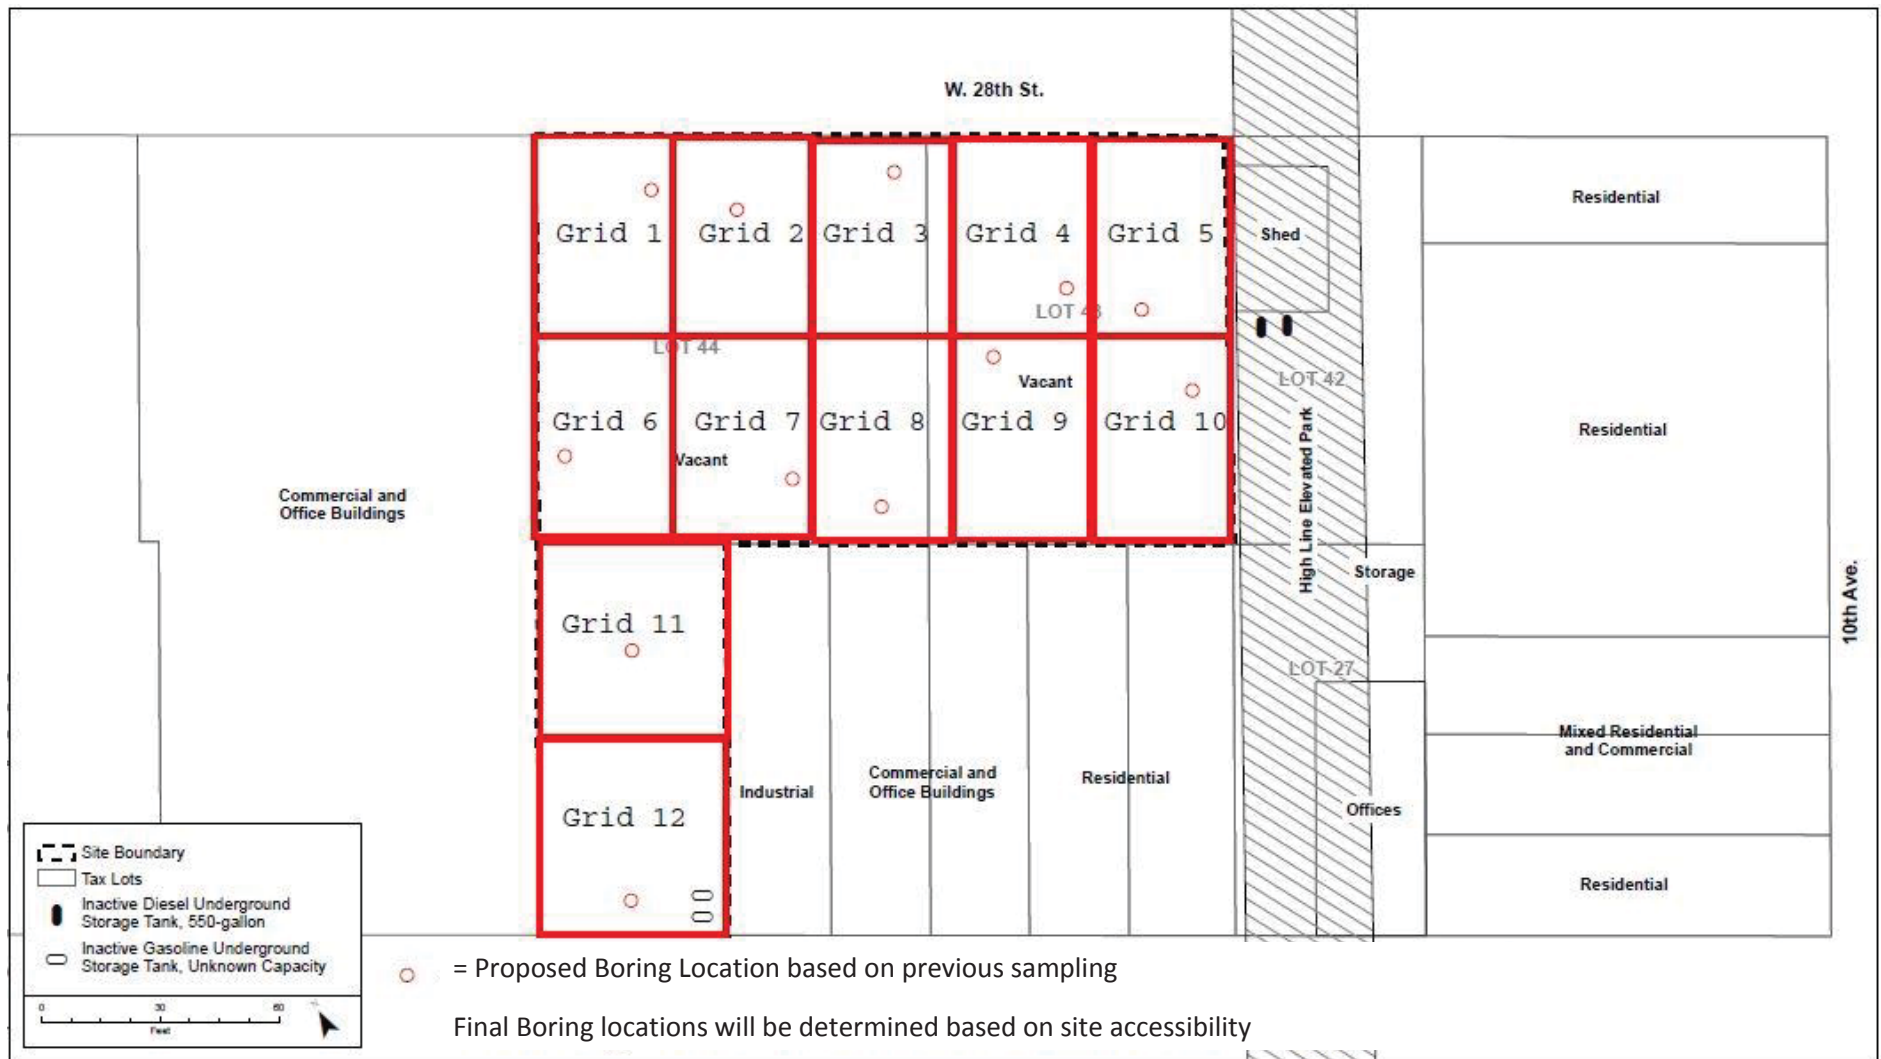 W. 28th St.
Grid 1
Grid 2
Grid 3
Grid 4
Grid 5
Shed
Residential
LOT 43
LOT 44
Vacant
LOT 42
Grid 6
Grid 7
Grid 8
Grid 9
Grid 10
Vacant
Residential
Commercial and
Office Buildings
High Line Elevated Park
Storage
10th Ave.
Grid 11
LOT 27
Mixed Residential
and Commercial
Industrial
Commercial and
Office Buildings
Residential
Grid 12
Offices
Residential
Site Boundary
Tax Lots
Inactive Diesel Underground
Storage Tank, 550-gallon
Inactive Gasoline Underground
Storage Tank, Unknown Capacity
0 30 60
Feet
= Proposed Boring Location based on previous sampling
Final Boring locations will be determined based on site accessibility